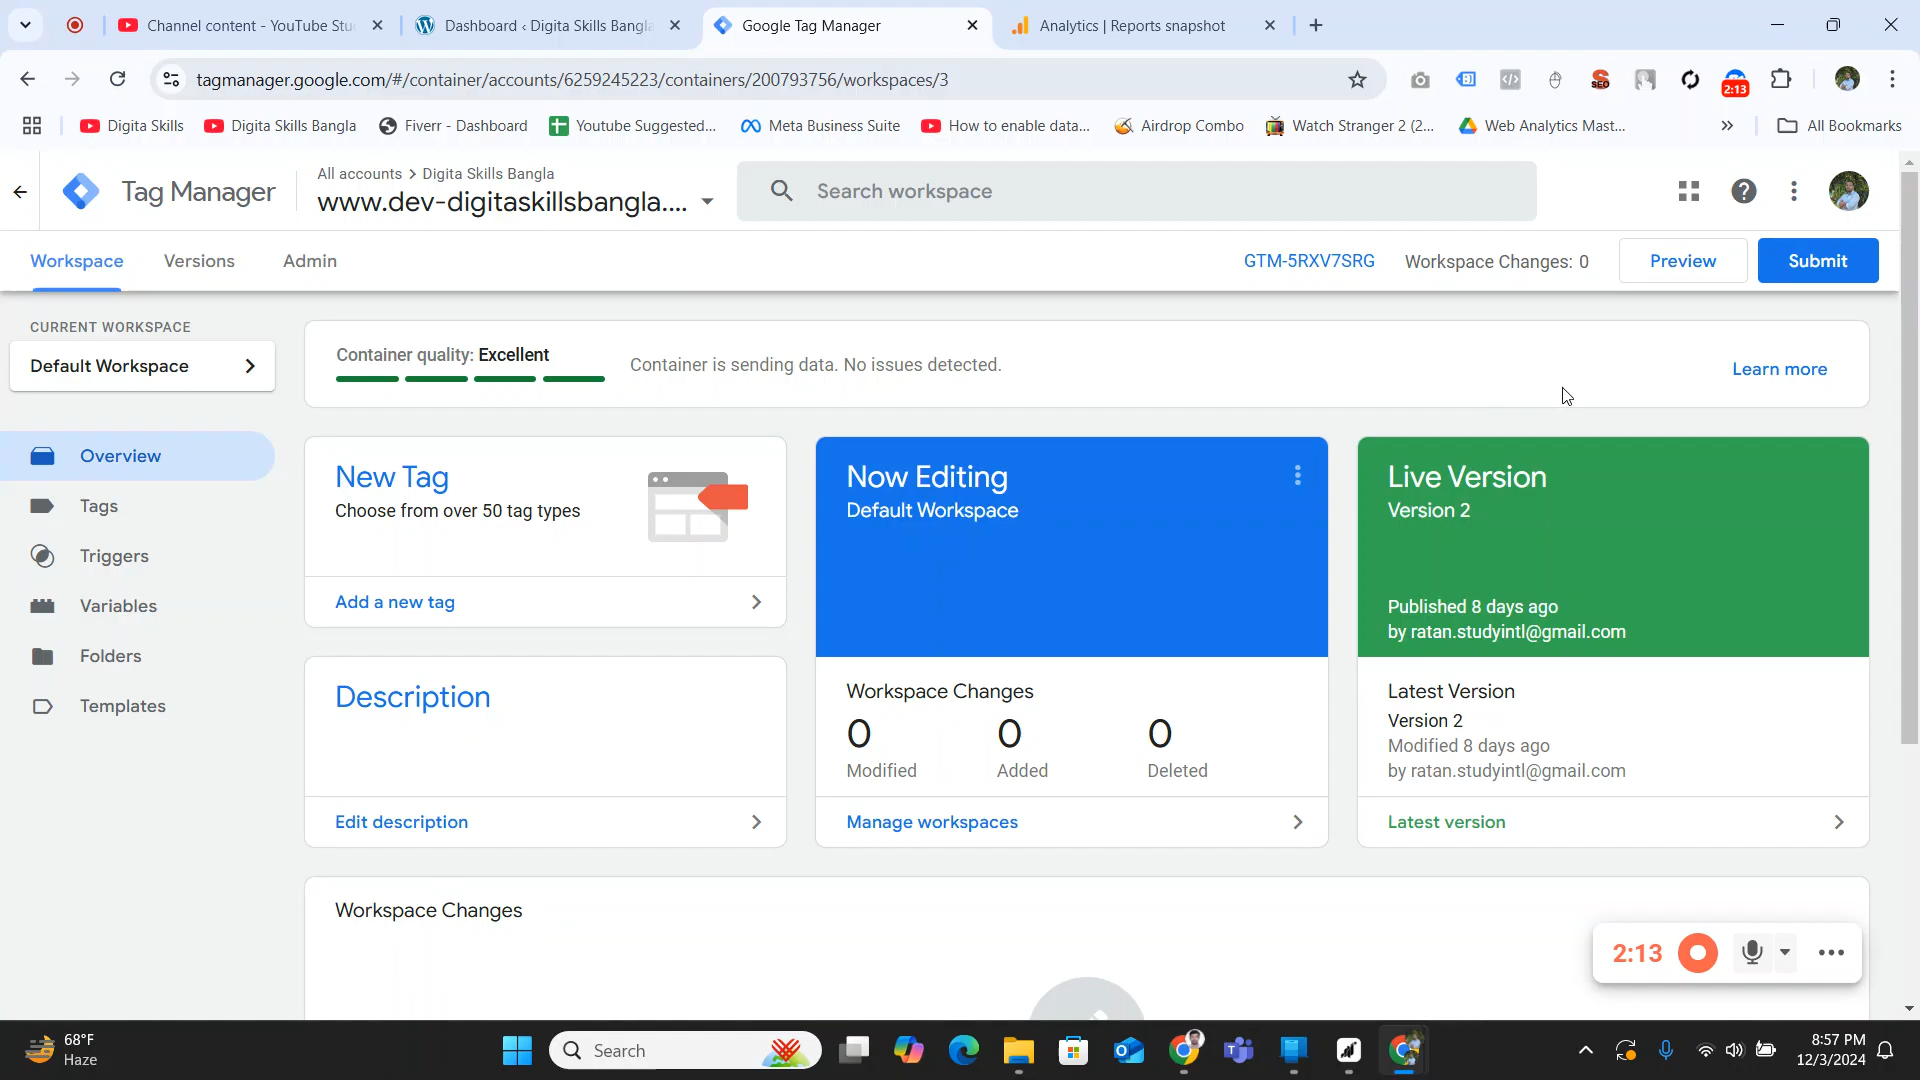 Channel content - YouTube Stu
Dashboard ‹ Digita Skills Bangla
Google Tag Manager
Analytics | Reports snapshot
tagmanager.google.com/#/container/accounts/6259245223/containers/200793756/workspaces/3
SEO
2:13
Digita Skills
Digita Skills Bangla
Fiverr - Dashboard
Youtube Suggested...
Meta Business Suite
How to enable data...
Airdrop Combo
Watch Stranger 2 (2...
Web Analytics Mast...
All Bookmarks
Tag Manager
All accounts > Digita Skills Bangla
www.dev-digitaskillsbangla....
Search workspace
Workspace
Versions
Admin
GTM-5RXV7SRG
Workspace Changes: 0
Preview
Submit
CURRENT WORKSPACE
Default Workspace
Container quality: Excellent
Container is sending data. No issues detected.
Learn more
Overview
Tags
Triggers
Variables
Folders
Templates
New Tag
Choose from over 50 tag types
Add a new tag
Description
Edit description
Now Editing
Default Workspace
Workspace Changes
0 0 0
Modified Added Deleted
Manage workspaces
Live Version
Version 2
Published 8 days ago
by ratan.studyintl@gmail.com
Latest Version
Version 2
Modified 8 days ago
by ratan.studyintl@gmail.com
Latest version
Workspace Changes
2:13
68°F
Haze
Search
8:57 PM
12/3/2024